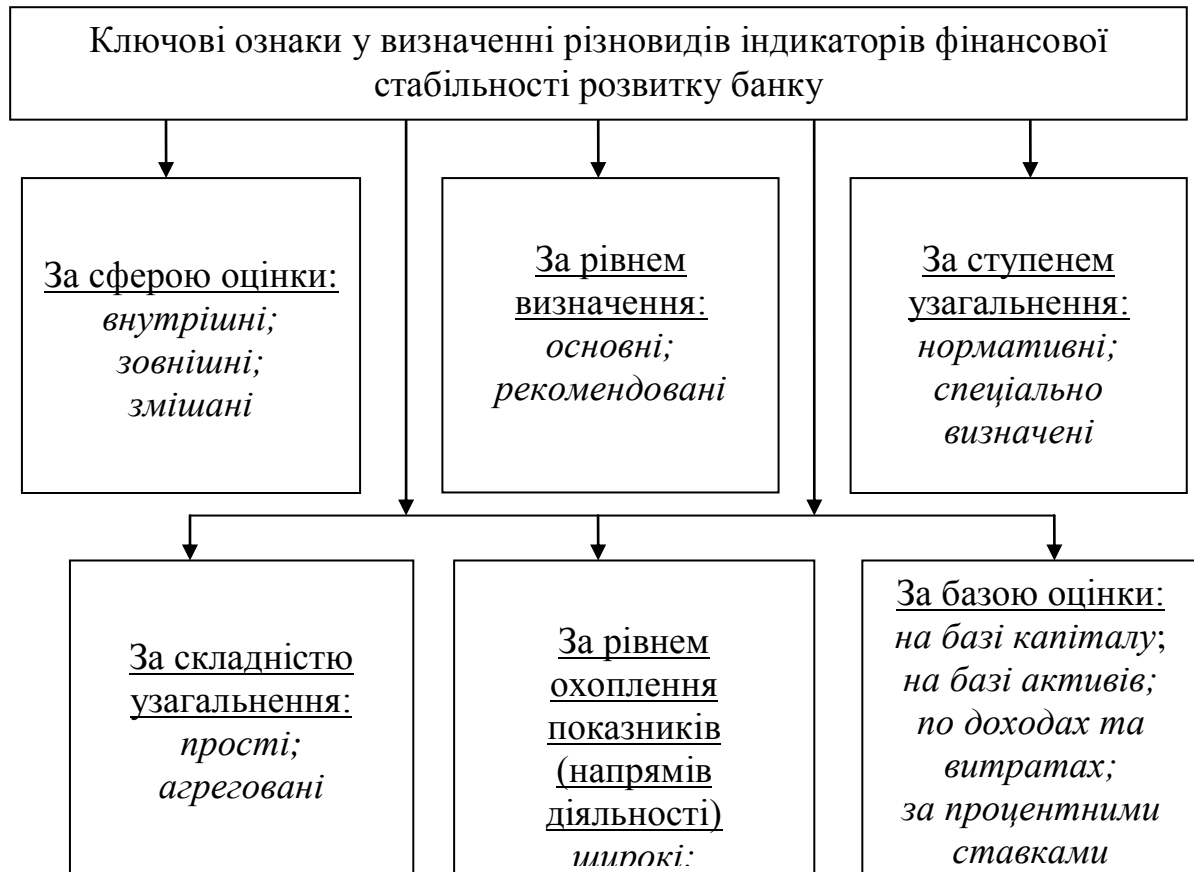 Ключові ознаки у визначенні різновидів індикаторів фінансової
стабільності розвитку банку
За сферою оцінки:
внутрішні;
зовнішні;
змішані
За рівнем
визначення:
основні;
рекомендовані
За ступенем
узагальнення:
нормативні;
спеціально
визначені
За складністю
узагальнення:
прості;
агреговані
За рівнем
охоплення
показників
(напрямів
діяльності)
широкі;
За базою оцінки:
на базі капіталу;
на базі активів;
по доходах та
витратах;
за процентними
ставками